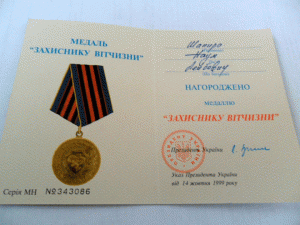 МЕДАЛЬ
"ЗАХИСНИКУ ВІТЧИЗНИ"
Серія МН №343086
Шапиро
НАГОРОДЖЕНО
МЕДАЛЛЮ
"ЗАХИСНИКУ ВІТЧИЗНИ"
Президент України
Указ Президента України
від 14 жовтня 1999 року